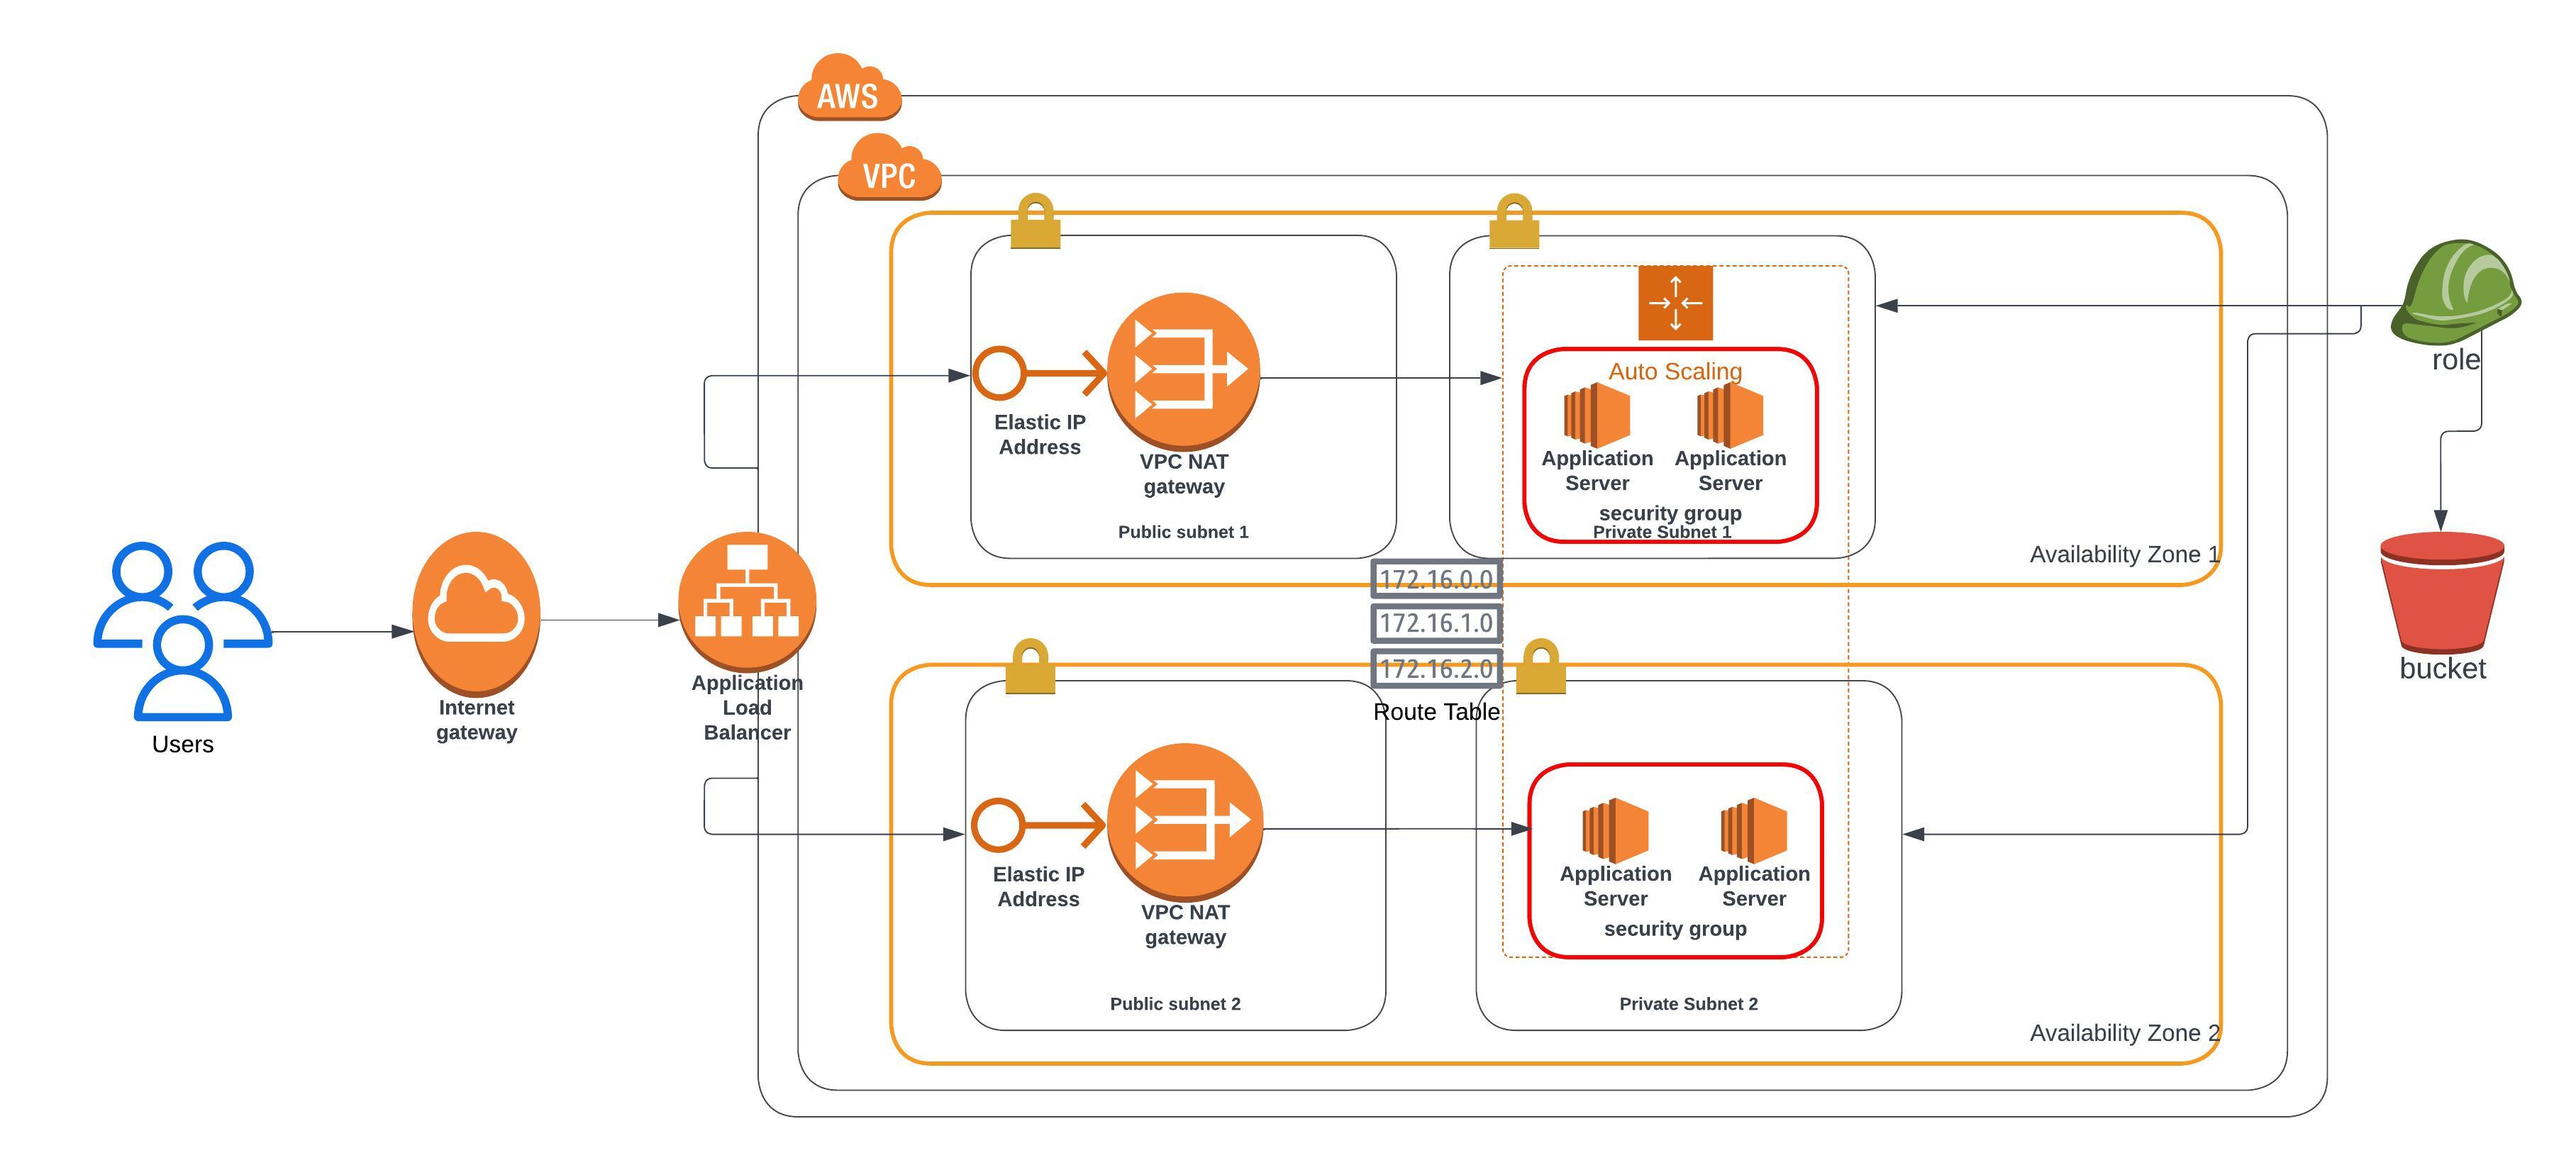 AWS
VPC
Elastic IP
Address
VPC NAT
gateway
Public subnet 1
Auto Scaling
Application
Server
Application
Server
security group
Private Subnet 1
Availability Zone 1
role
bucket
172.16.0.0
172.16.1.0
172.16.2.0
Route Table
Users
Internet
gateway
Application
Load
Balancer
Elastic IP
Address
VPC NAT
gateway
Public subnet 2
Application
Server
Application
Server
security group
Private Subnet 2
Availability Zone 2